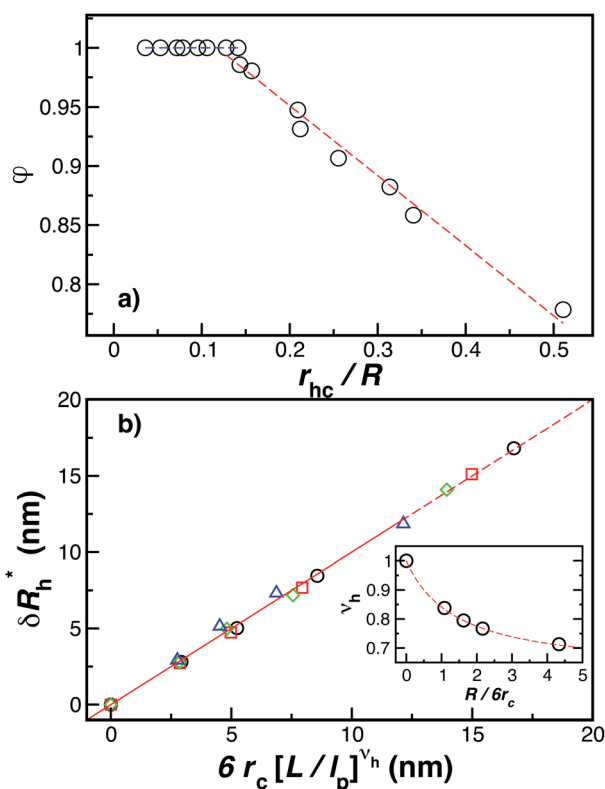 1
0.95
0.9
0.85
0.8
φ
a)
0 0.1 0.2 0.3 0.4 0.5
r_hc / R
20
15
10
5
0
δR_h^* (nm)
b)
1
0.9
0.8
0.7
ν_h
0 1 2 3 4 5
R / 6r_c
0 5 10 15 20
6 r_c [L / l_p]^ν_h (nm)